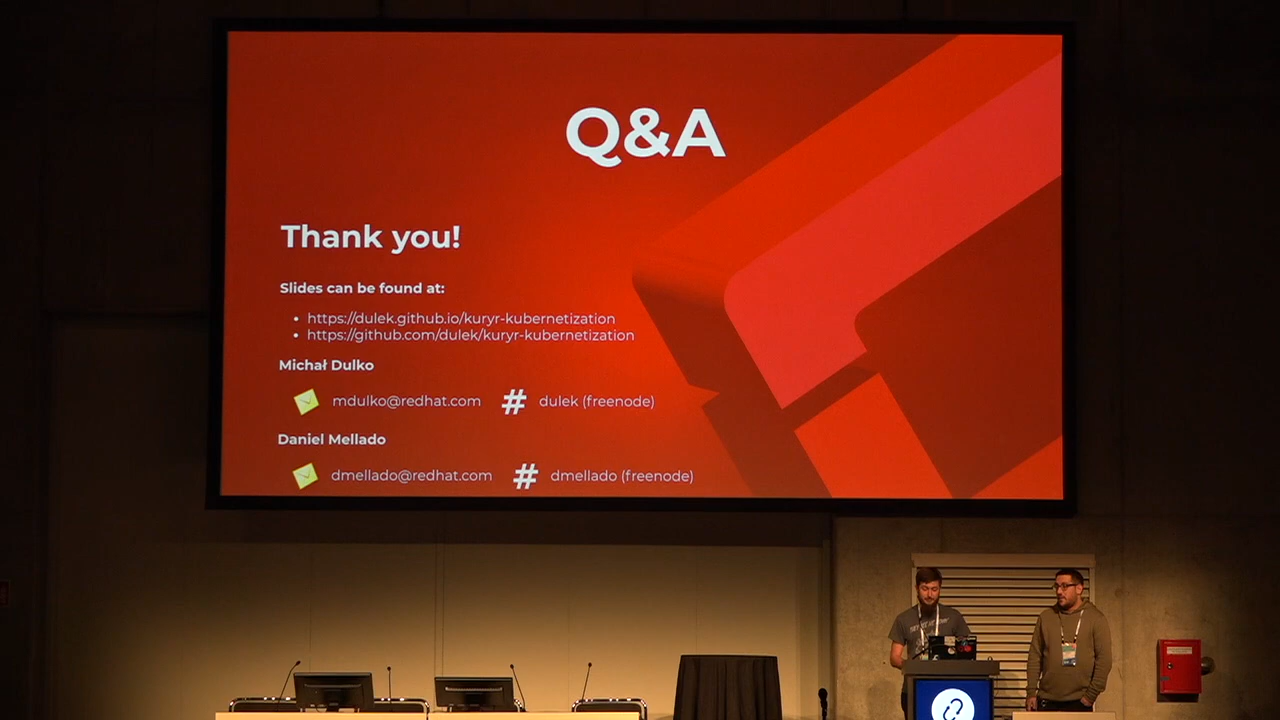 Q&A
Thank you!
Slides can be found at:
• https://dulek.github.io/kuryr-kubernetization
• https://github.com/dulek/kuryr-kubernetization
Michał Dulko
mdulko@redhat.com # dulek (freenode)
Daniel Mellado
dmellado@redhat.com # dmellado (freenode)